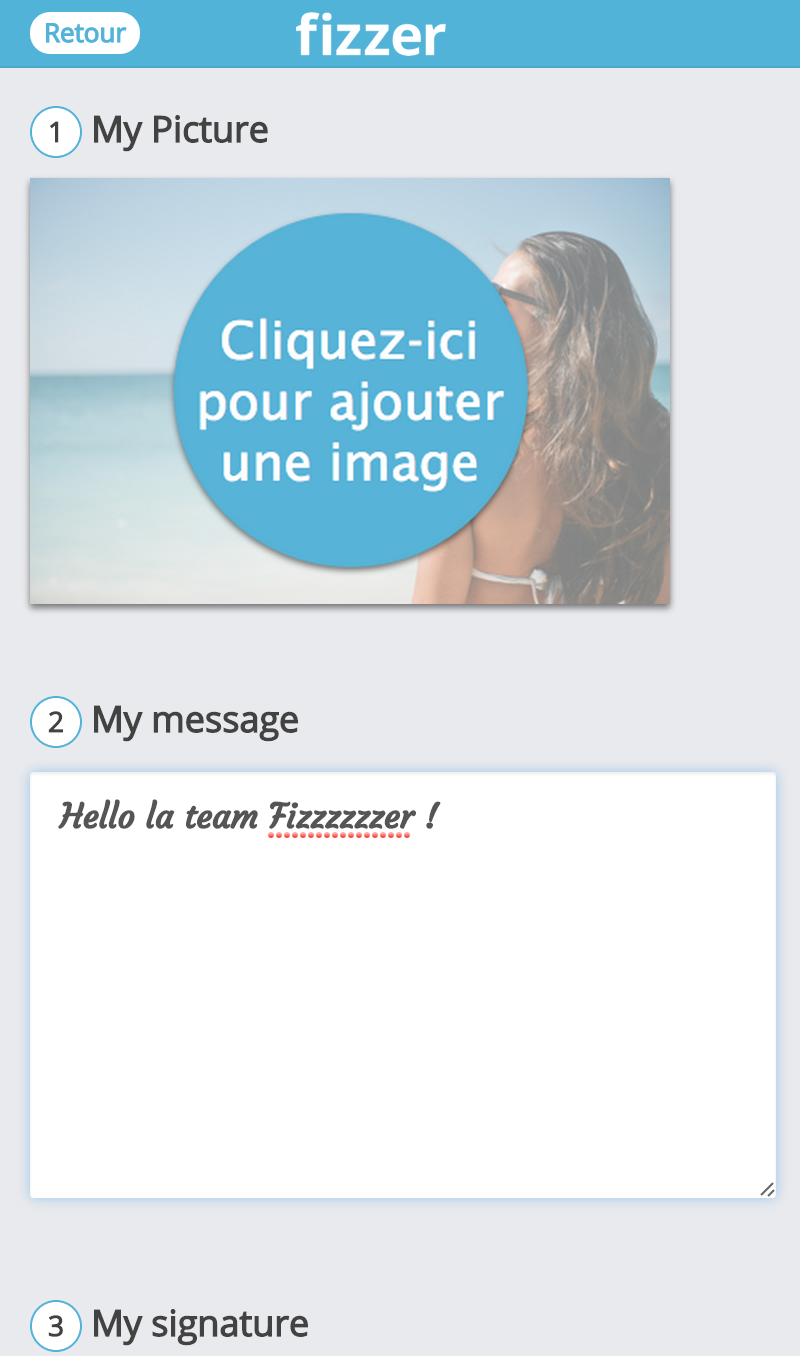 Retour
fizzer
1 My Picture
Cliquez-ici
pour ajouter
une image
2 My message
Hello la team Fizzzzzzer !
3 My signature